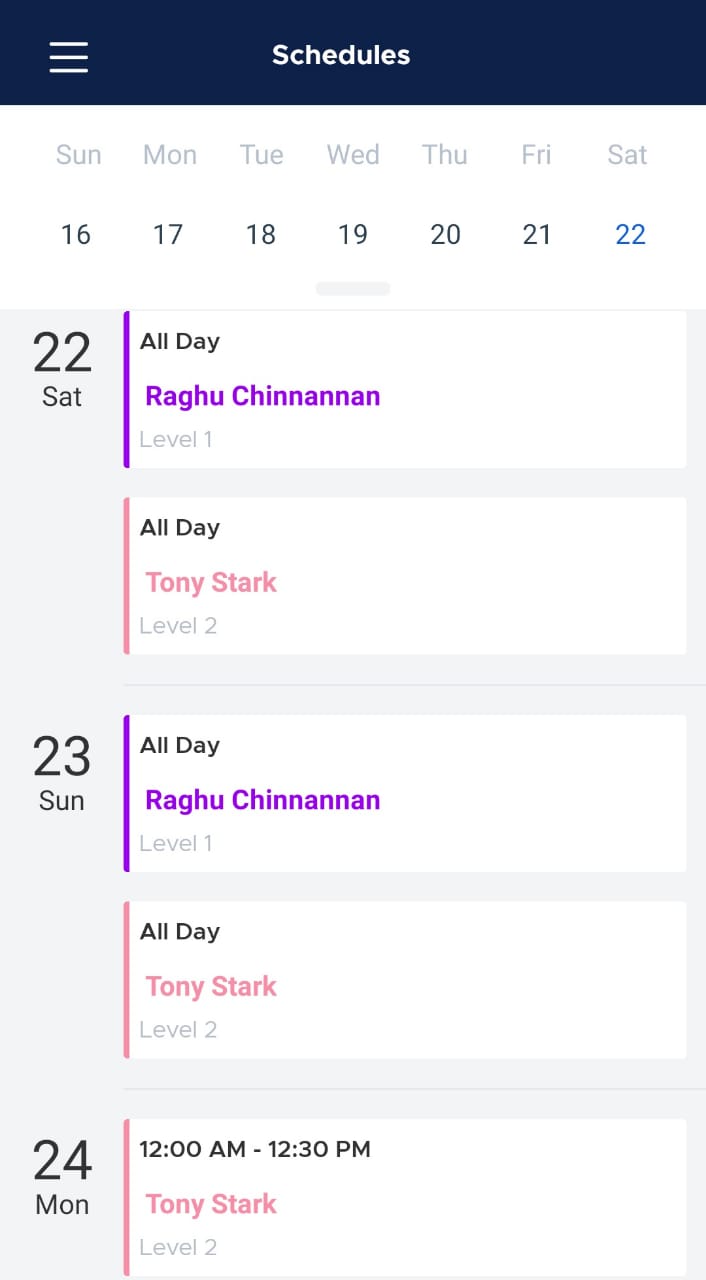 Schedules
Sun Mon Tue Wed Thu Fri Sat
16 17 18 19 20 21 22
22
Sat
All Day
Raghu Chinnannan
Level 1
All Day
Tony Stark
Level 2
23
Sun
All Day
Raghu Chinnannan
Level 1
All Day
Tony Stark
Level 2
24
Mon
12:00 AM - 12:30 PM
Tony Stark
Level 2